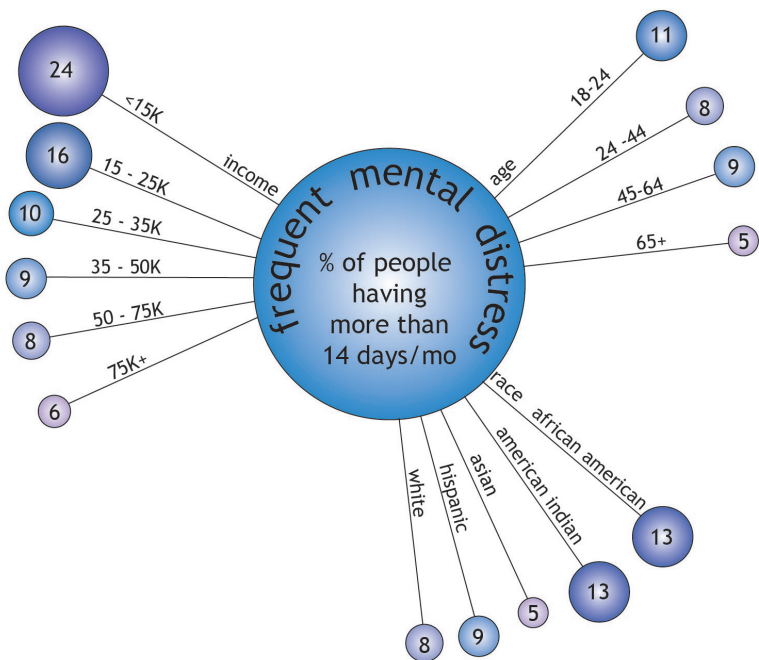 frequent mental distress
% of people
having
more than
14 days/mo
income
<15K
24
15 - 25K
16
25 - 35K
10
35 - 50K
9
50 - 75K
8
75K+
6
age
18-24
11
24 -44
8
45-64
9
65+
5
race
african american
13
american indian
13
asian
5
hispanic
9
white
8